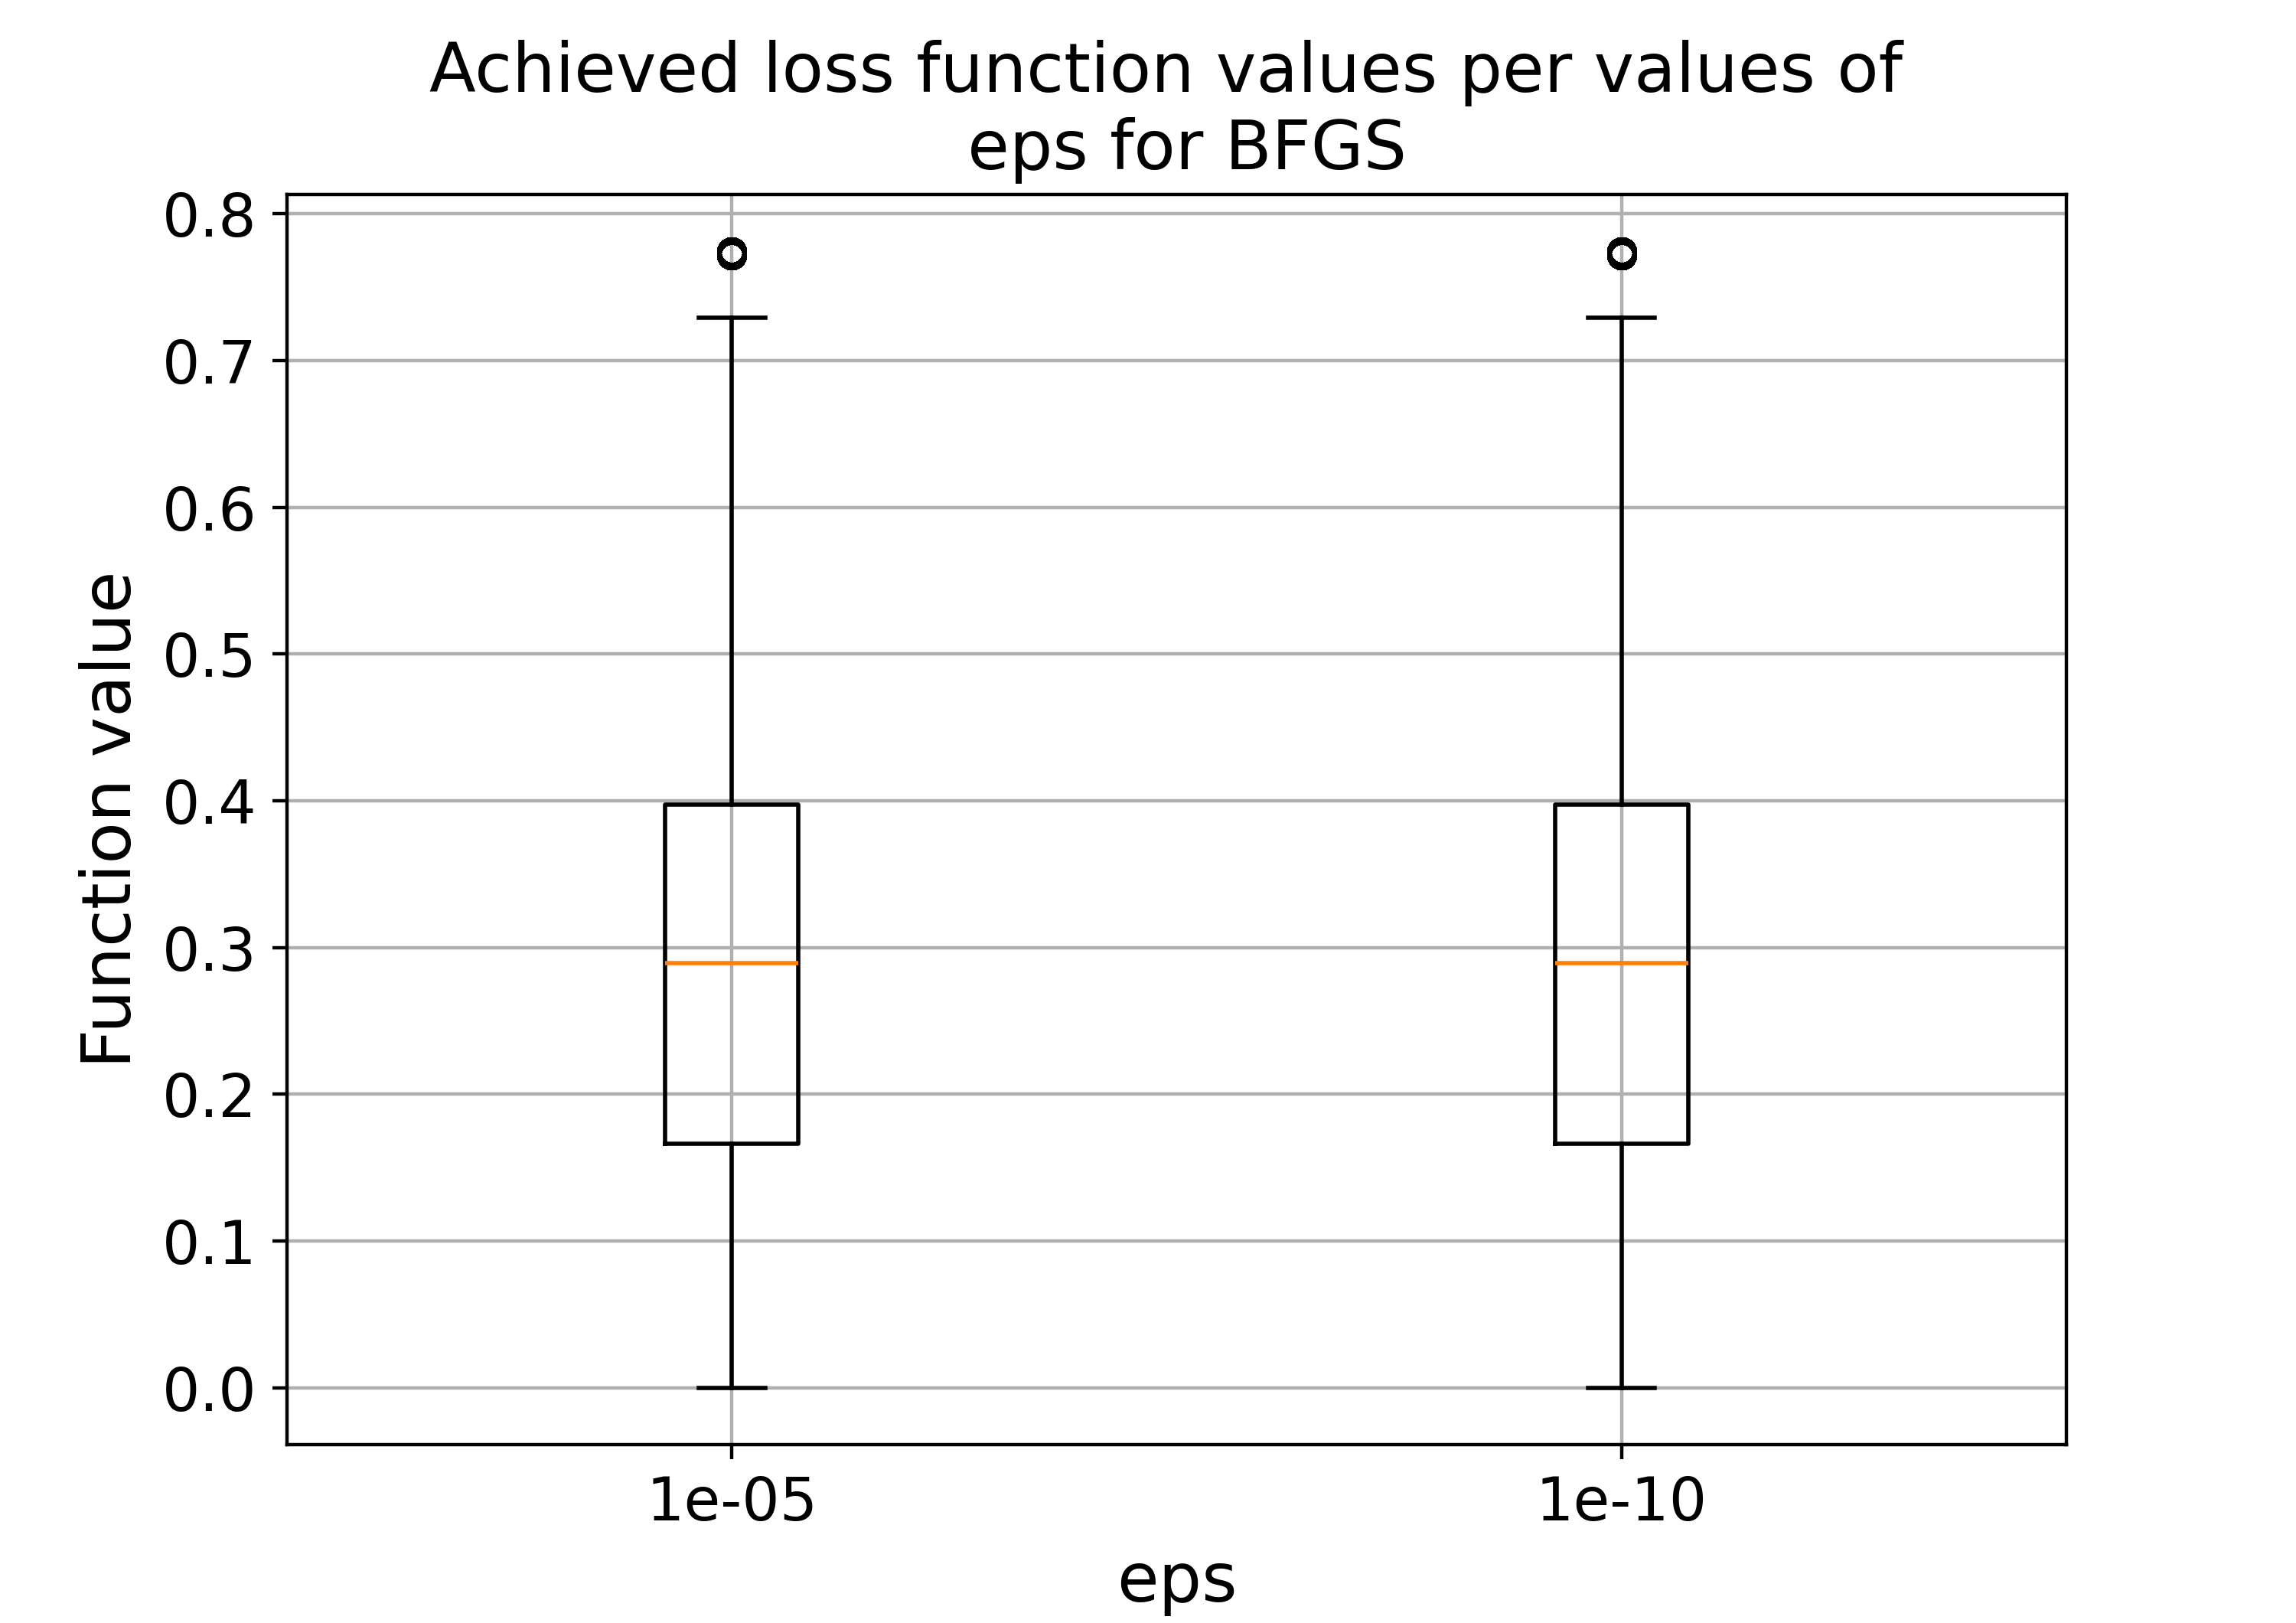 Achieved loss function values per values of
eps for BFGS
Function value
0.8
0.7
0.6
0.5
0.4
0.3
0.2
0.1
0.0
1e-05
1e-10
eps